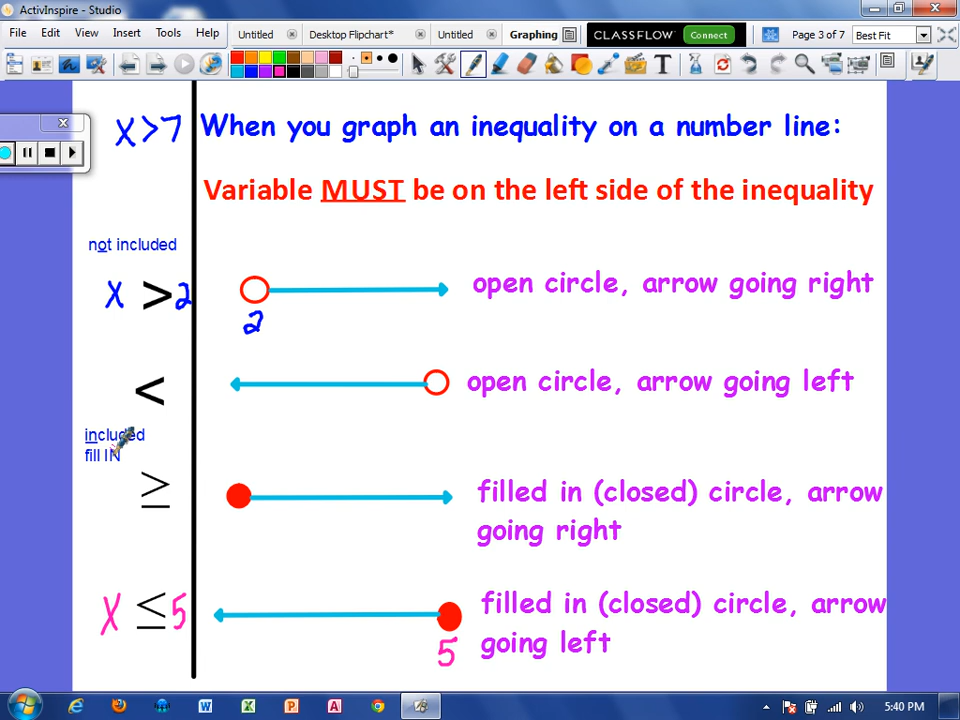 ActivInspire - Studio
File Edit View Insert Tools Help Untitled Desktop Flipchart* Untitled Graphing CLASSFLOW Connect Page 3 of 7 Best Fit
x>7 When you graph an inequality on a number line:
Variable MUST be on the left side of the inequality
not included
x > 2 open circle, arrow going right
2
< open circle, arrow going left
included
fill IN
≥ filled in (closed) circle, arrow
going right
x ≤ 5 filled in (closed) circle, arrow
5 going left
5:40 PM